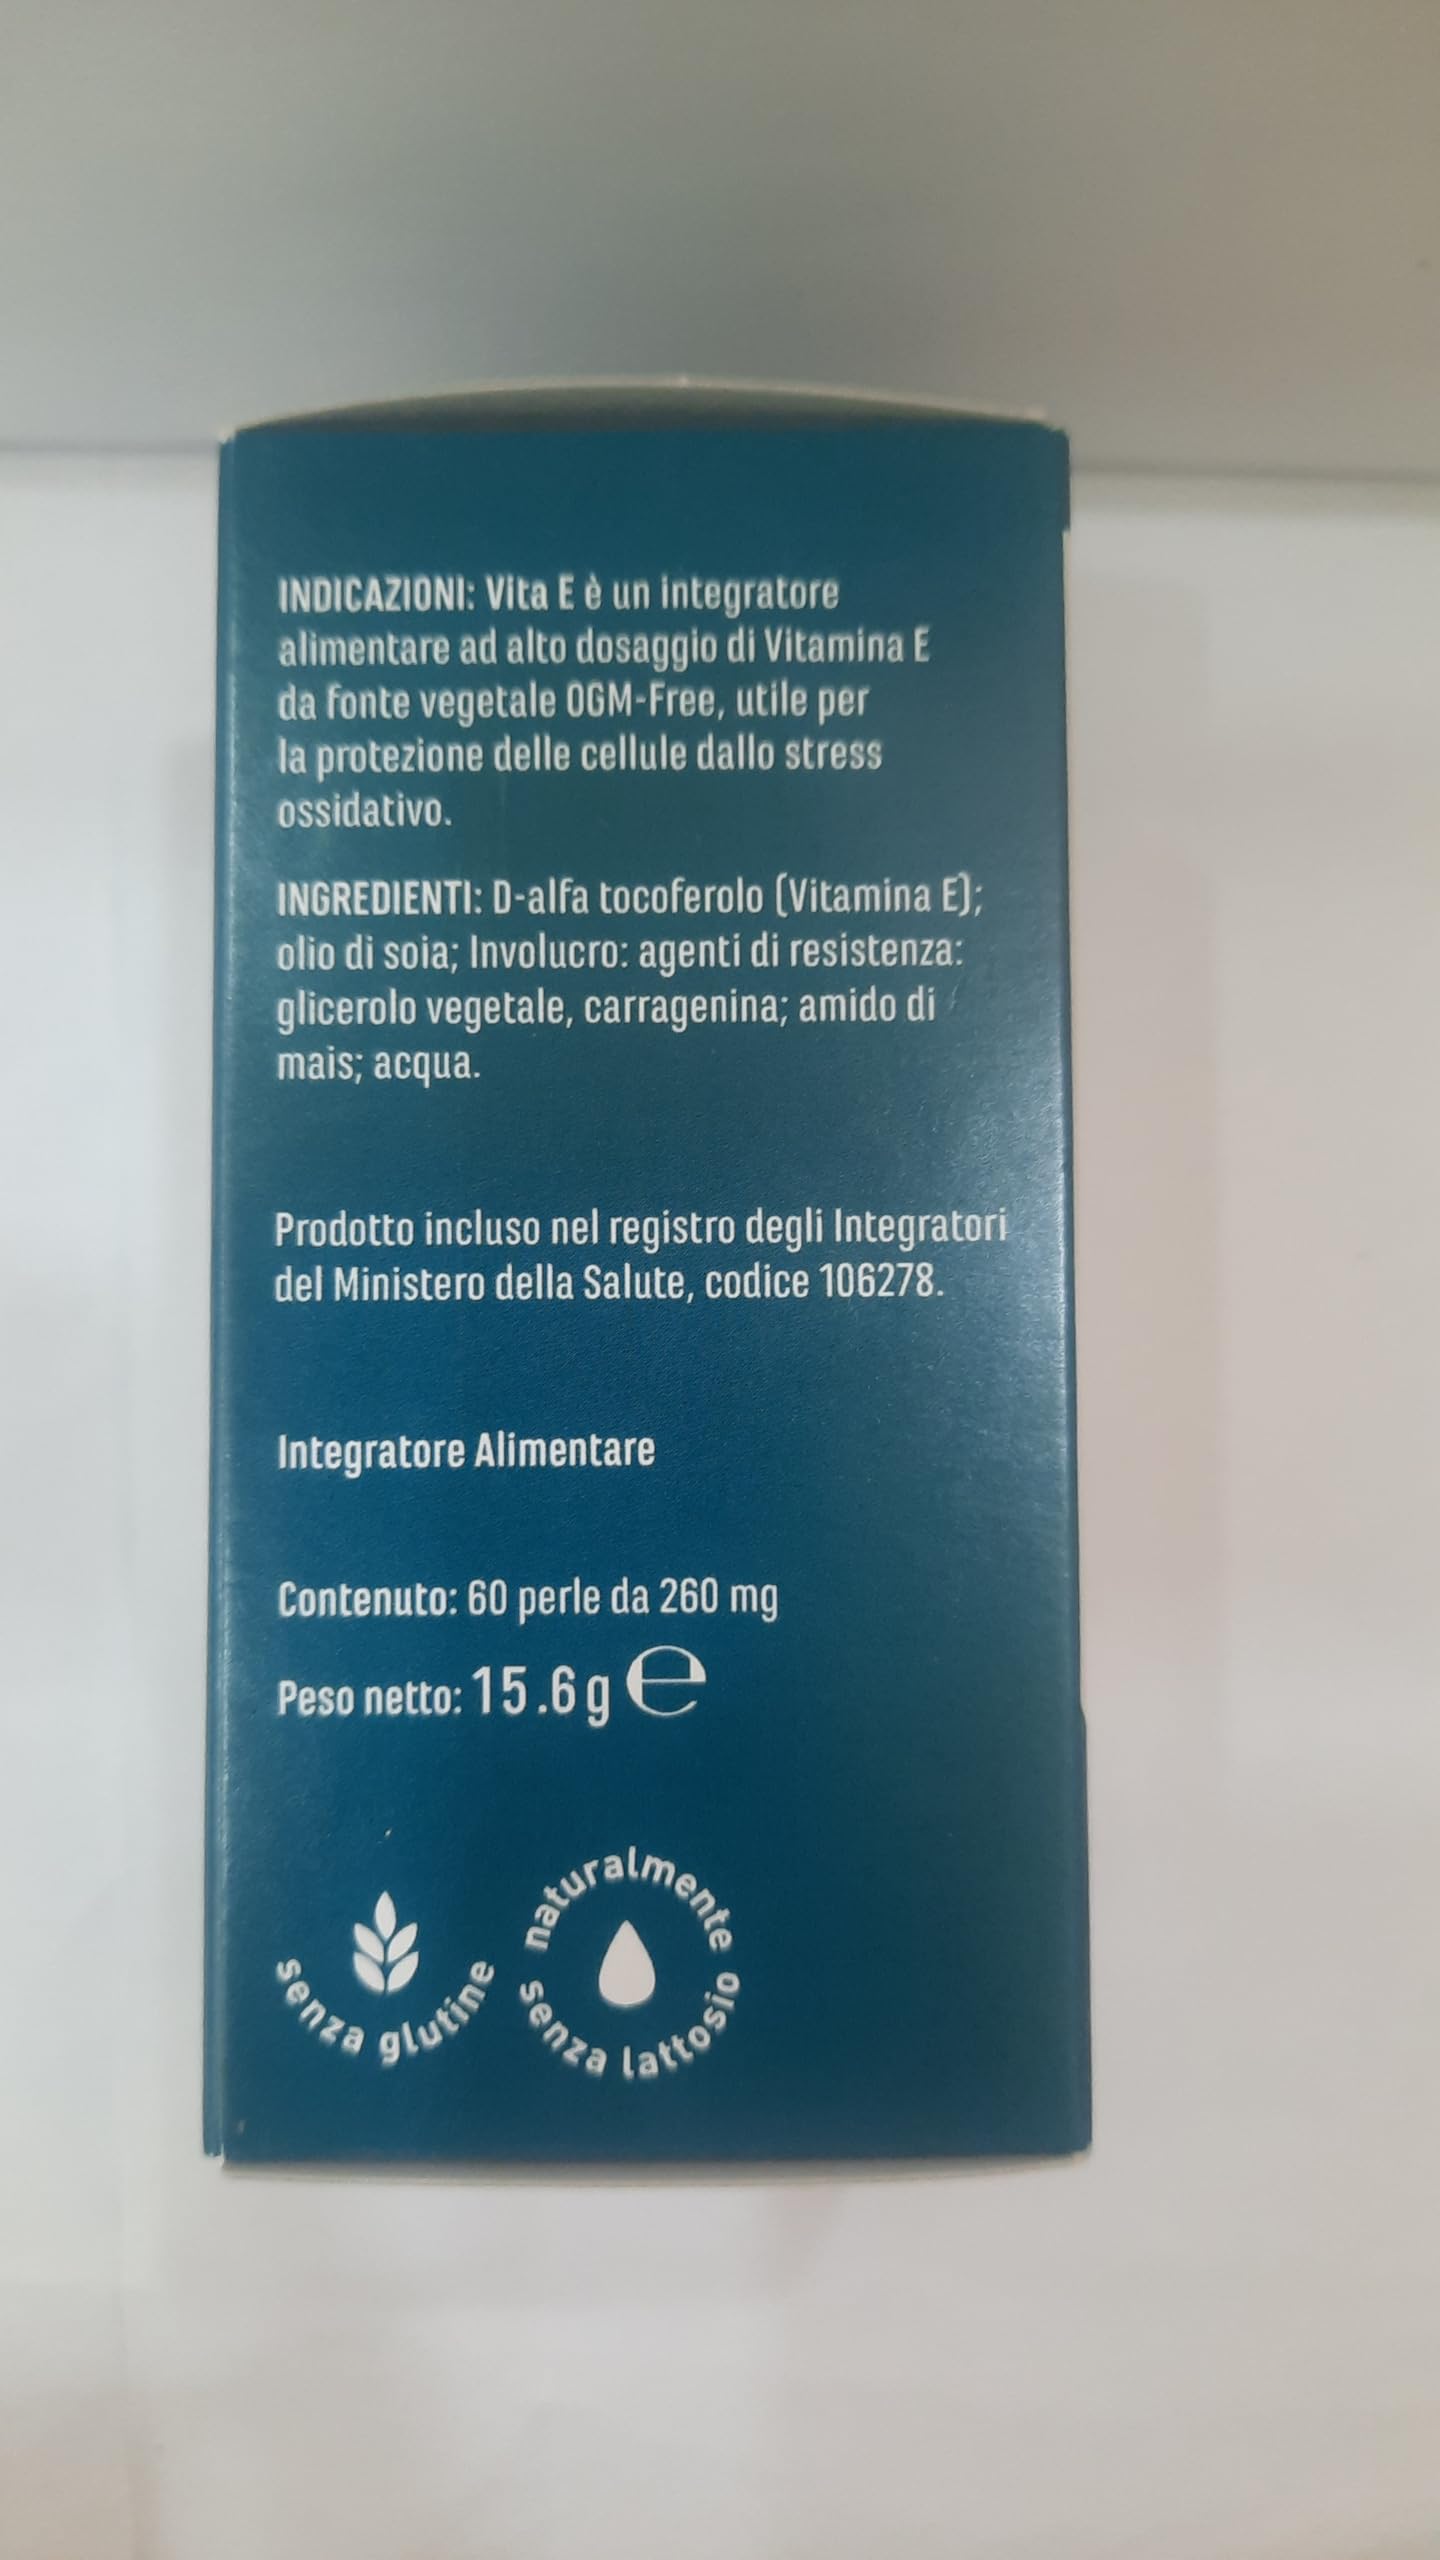 INDICAZIONI: Vita E è un integratore
alimentare ad alto dosaggio di Vitamina E
da fonte vegetale OGM-Free, utile per
la protezione delle cellule dallo stress
ossidativo.
INGREDIENTI: D-alfa tocoferolo (Vitamina E);
olio di soia; Involucro: agenti di resistenza:
glicerolo vegetale, carragenina; amido di
mais; acqua.
Prodotto incluso nel registro degli Integratori
del Ministero della Salute, codice 106278.
Integratore Alimentare
Contenuto: 60 perle da 260 mg
Peso netto: 15.6 g ℮
senza glutine
naturalmente
senza lattosio